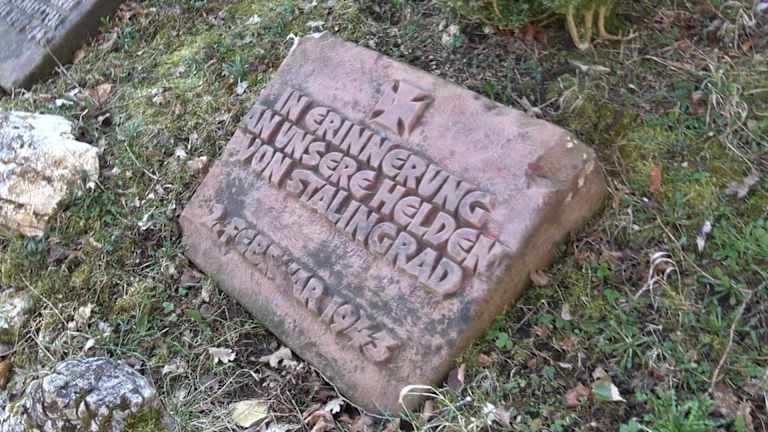 IN ERINNERUNG
AN UNSERE HELDEN
VON STALINGRAD
2. FEBRUAR 1943